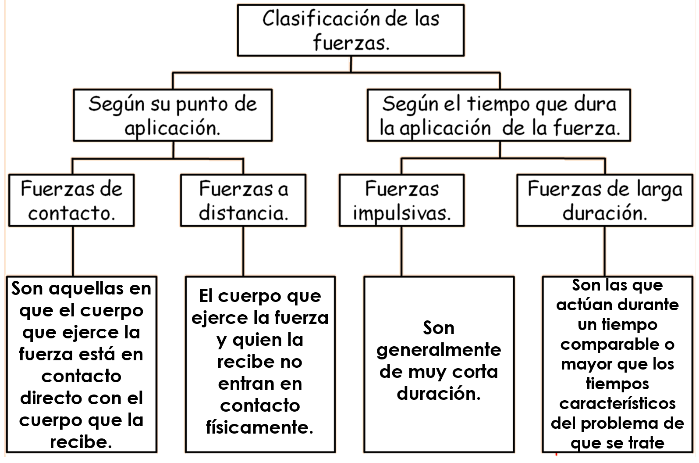 Clasificación de las
fuerzas.
Según su punto de
aplicación.
Según el tiempo que dura
la aplicación de la fuerza.
Fuerzas de
contacto.
Fuerzas a
distancia.
Fuerzas
impulsivas.
Fuerzas de larga
duración.
Son aquellas en
que el cuerpo
que ejerce la
fuerza está en
contacto
directo con el
cuerpo que la
recibe.
El cuerpo que
ejerce la fuerza
y quien la
recibe no
entran en
contacto
físicamente.
Son
generalmente
de muy corta
duración.
Son las que
actúan durante
un tiempo
comparable o
mayor que los
tiempos
característicos
del problema de
que se trate